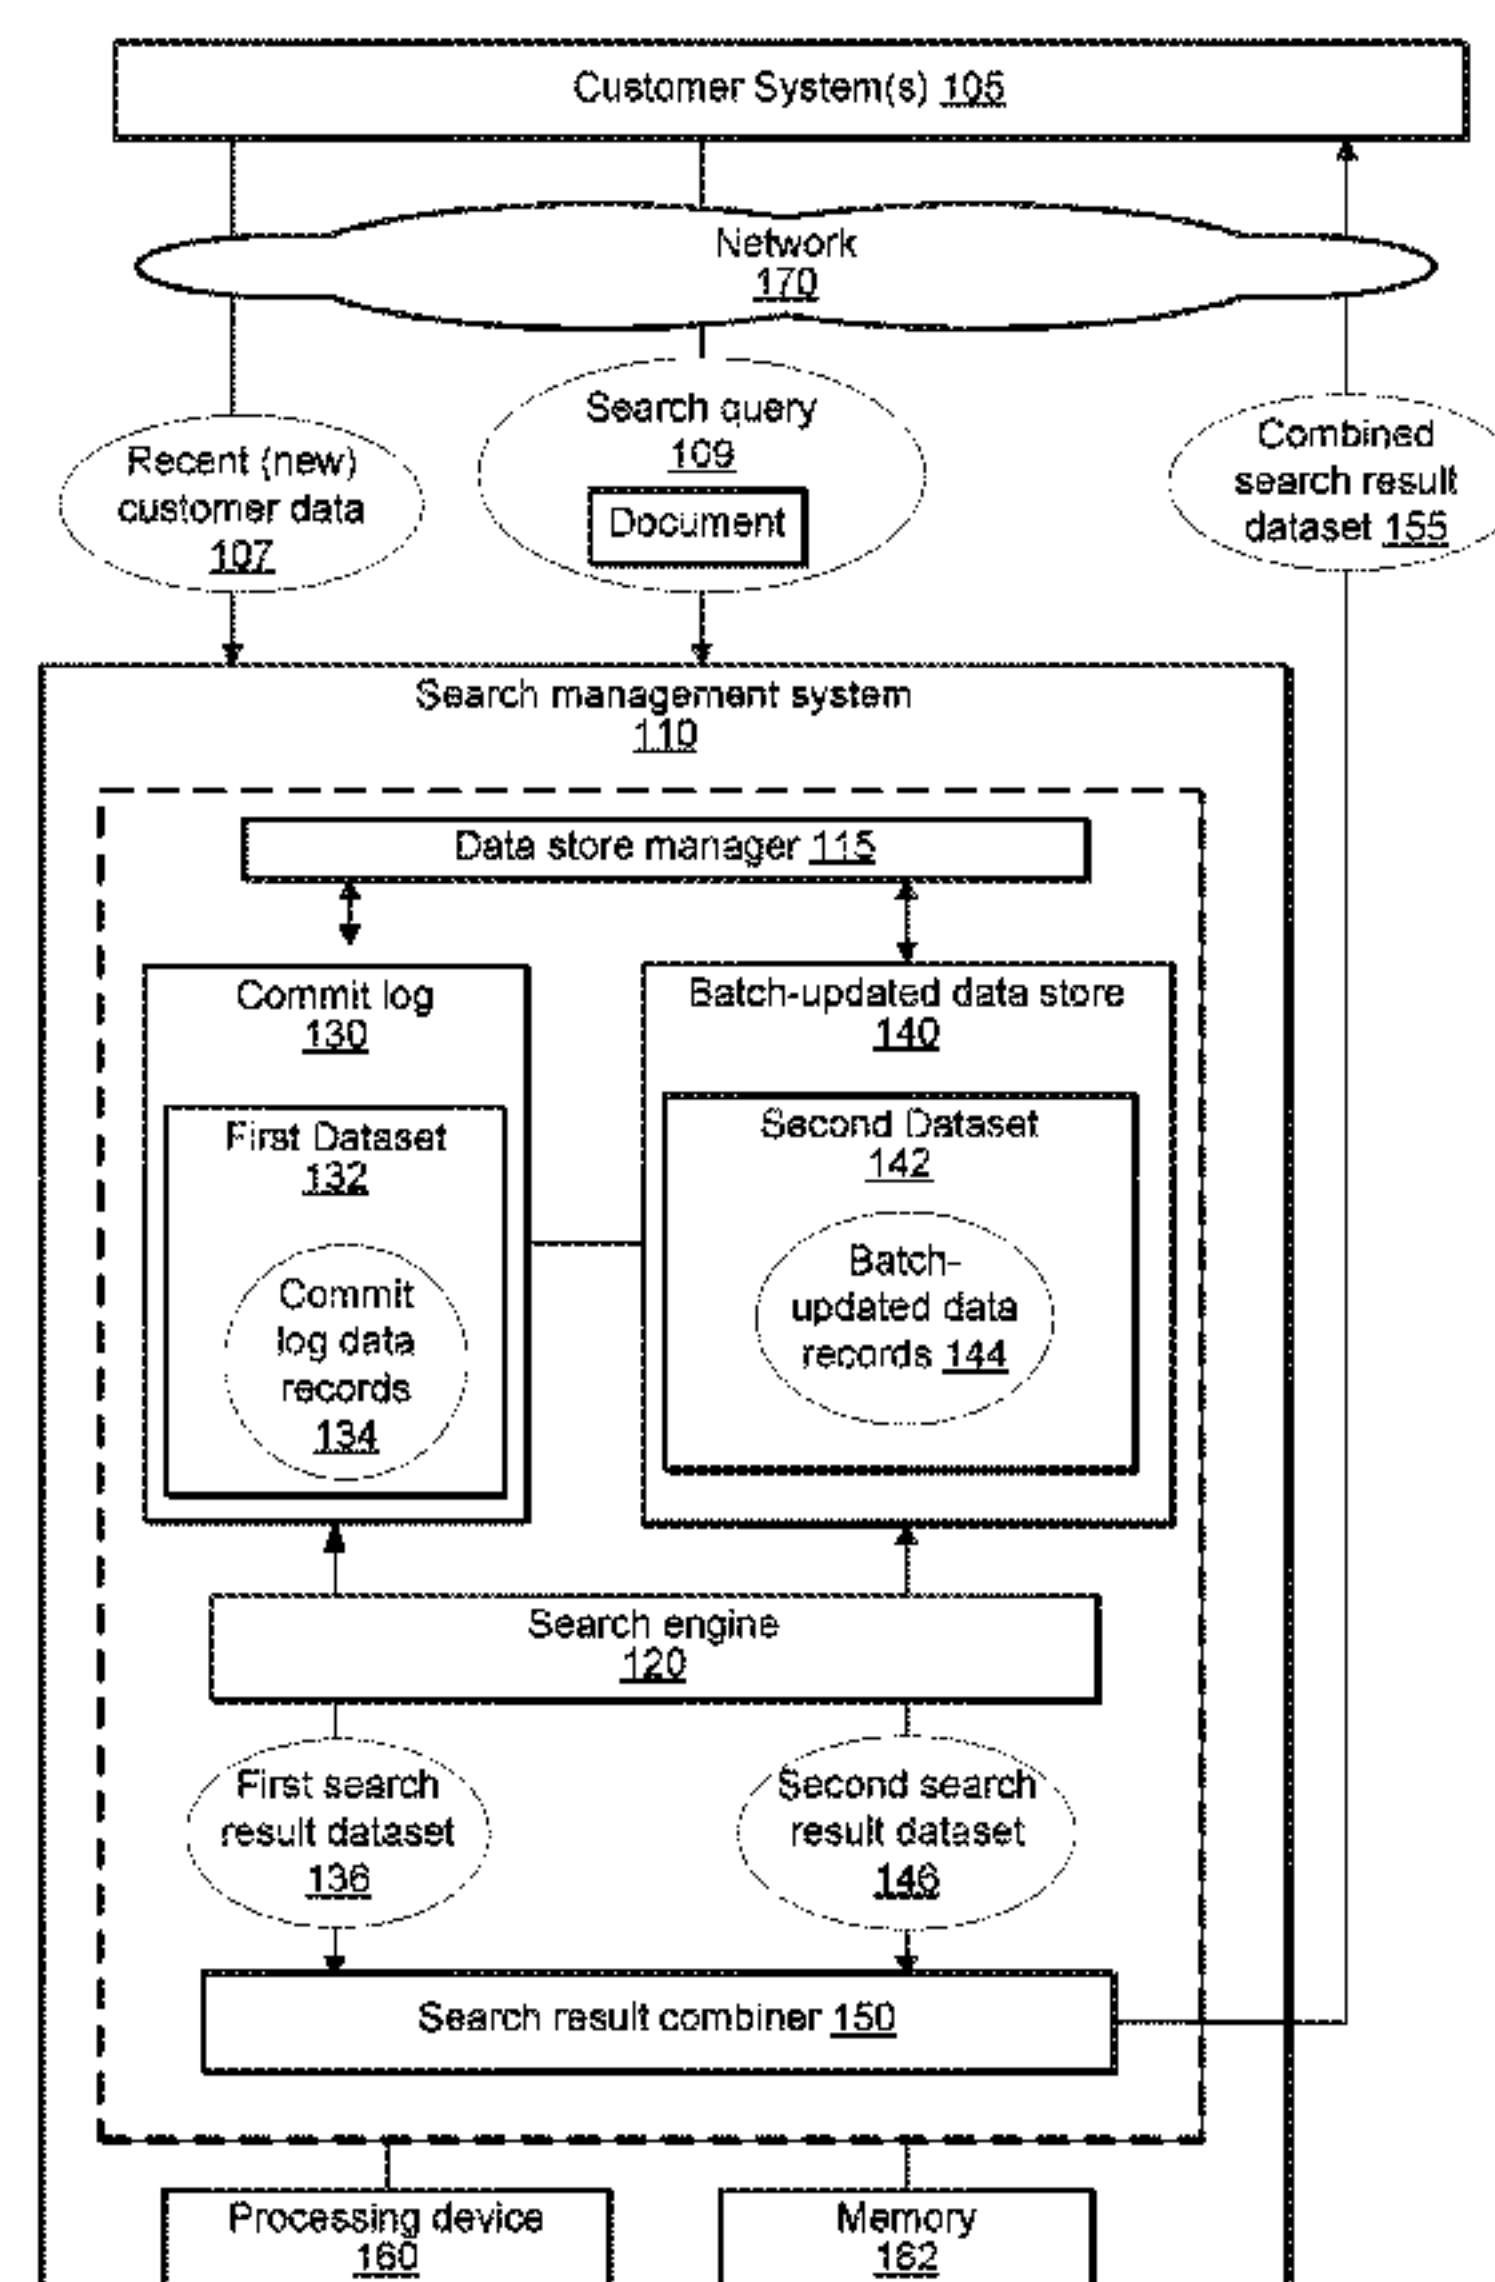 Customer System(s) 105
Network
170
Search query
109
Document
Recent (new)
customer data
107
Combined
search result
dataset 155
Search management system
110
Data store manager 115
Commit log
130
First Dataset
132
Commit
log data
records
134
Batch-updated data store
140
Second Dataset
142
Batch-
updated data
records 144
Search engine
120
First search
result dataset
136
Second search
result dataset
146
Search result combiner 150
Processing device
160
Memory
162